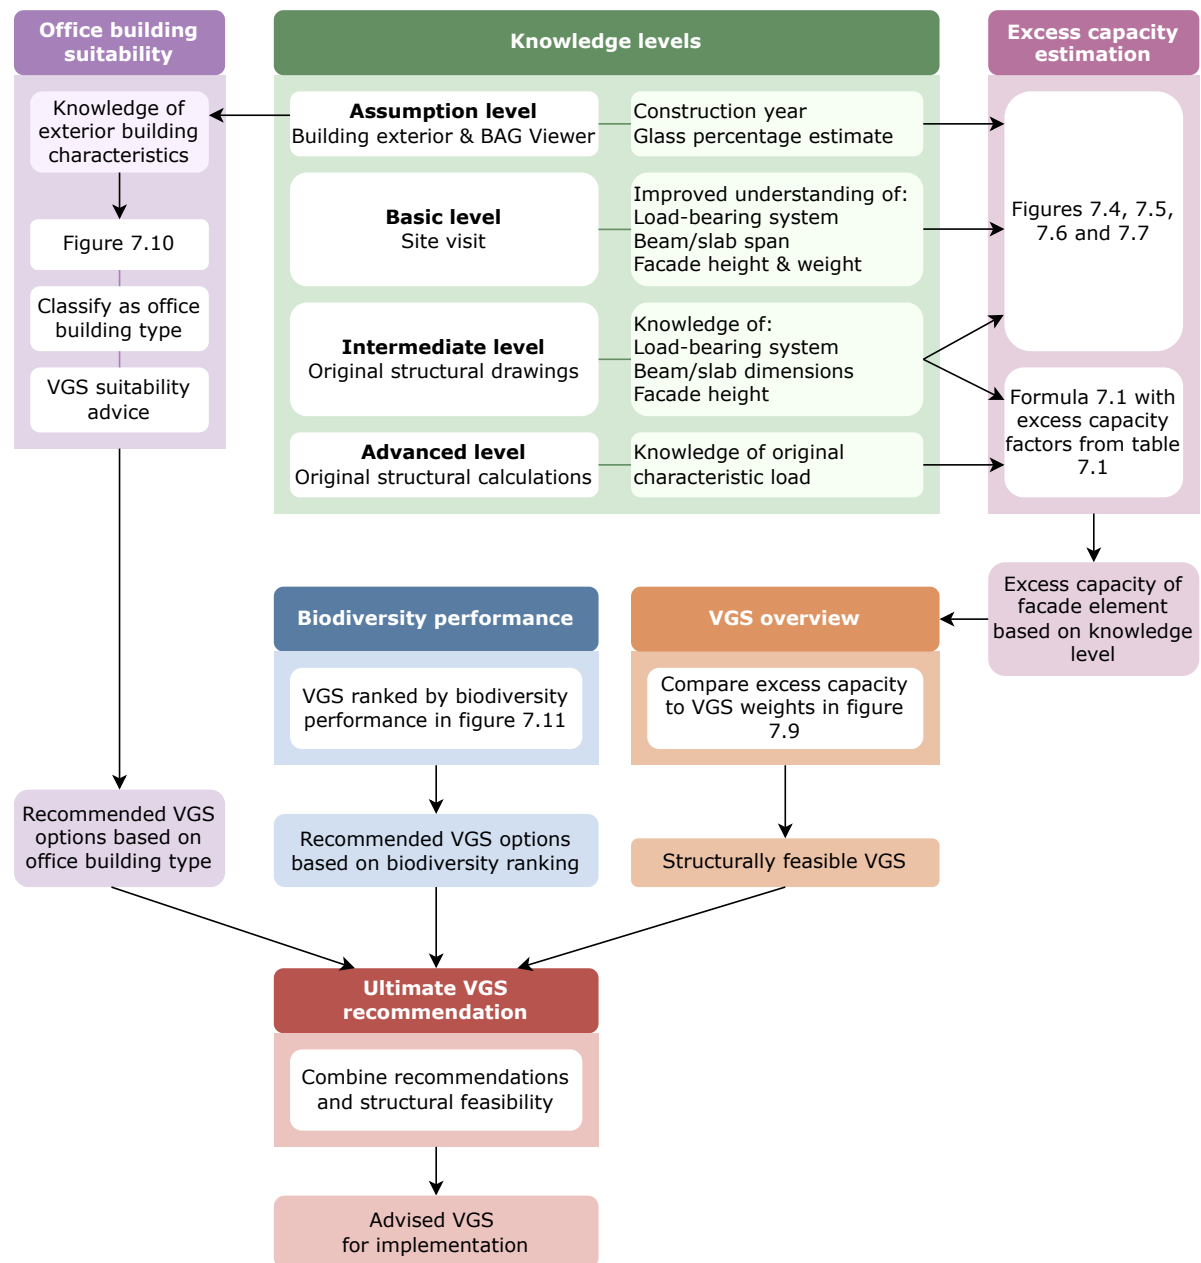 Office building
suitability
Knowledge of
exterior building
characteristics
Figure 7.10
Classify as office
building type
VGS suitability
advice
Knowledge levels
Assumption level
Building exterior & BAG Viewer
Construction year
Glass percentage estimate
Basic level
Site visit
Improved understanding of:
Load-bearing system
Beam/slab span
Facade height & weight
Intermediate level
Original structural drawings
Knowledge of:
Load-bearing system
Beam/slab dimensions
Facade height
Advanced level
Original structural calculations
Knowledge of original
characteristic load
Excess capacity
estimation
Figures 7.4, 7.5,
7.6 and 7.7
Formula 7.1 with
excess capacity
factors from table
7.1
Excess capacity of
facade element
based on knowledge
level
Biodiversity performance
VGS ranked by biodiversity
performance in figure 7.11
VGS overview
Compare excess capacity
to VGS weights in figure
7.9
Recommended VGS
options based on
office building type
Recommended VGS options
based on biodiversity ranking
Structurally feasible VGS
Ultimate VGS
recommendation
Combine recommendations
and structural feasibility
Advised VGS
for implementation